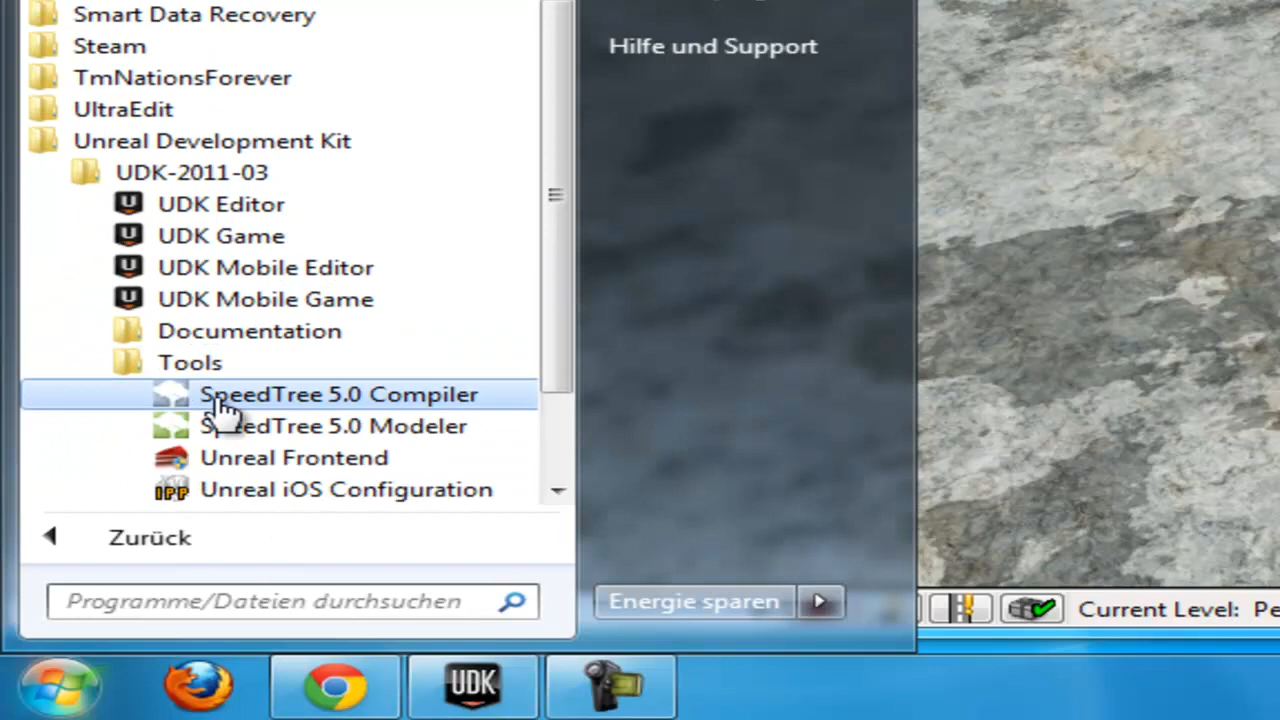 Smart Data Recovery
Steam
TmNationsForever
UltraEdit
Unreal Development Kit
UDK-2011-03
UDK Editor
UDK Game
UDK Mobile Editor
UDK Mobile Game
Documentation
Tools
SpeedTree 5.0 Compiler
SpeedTree 5.0 Modeler
Unreal Frontend
Unreal iOS Configuration
Zurück
Programme/Dateien durchsuchen
Hilfe und Support
Energie sparen
Current Level:
UDK